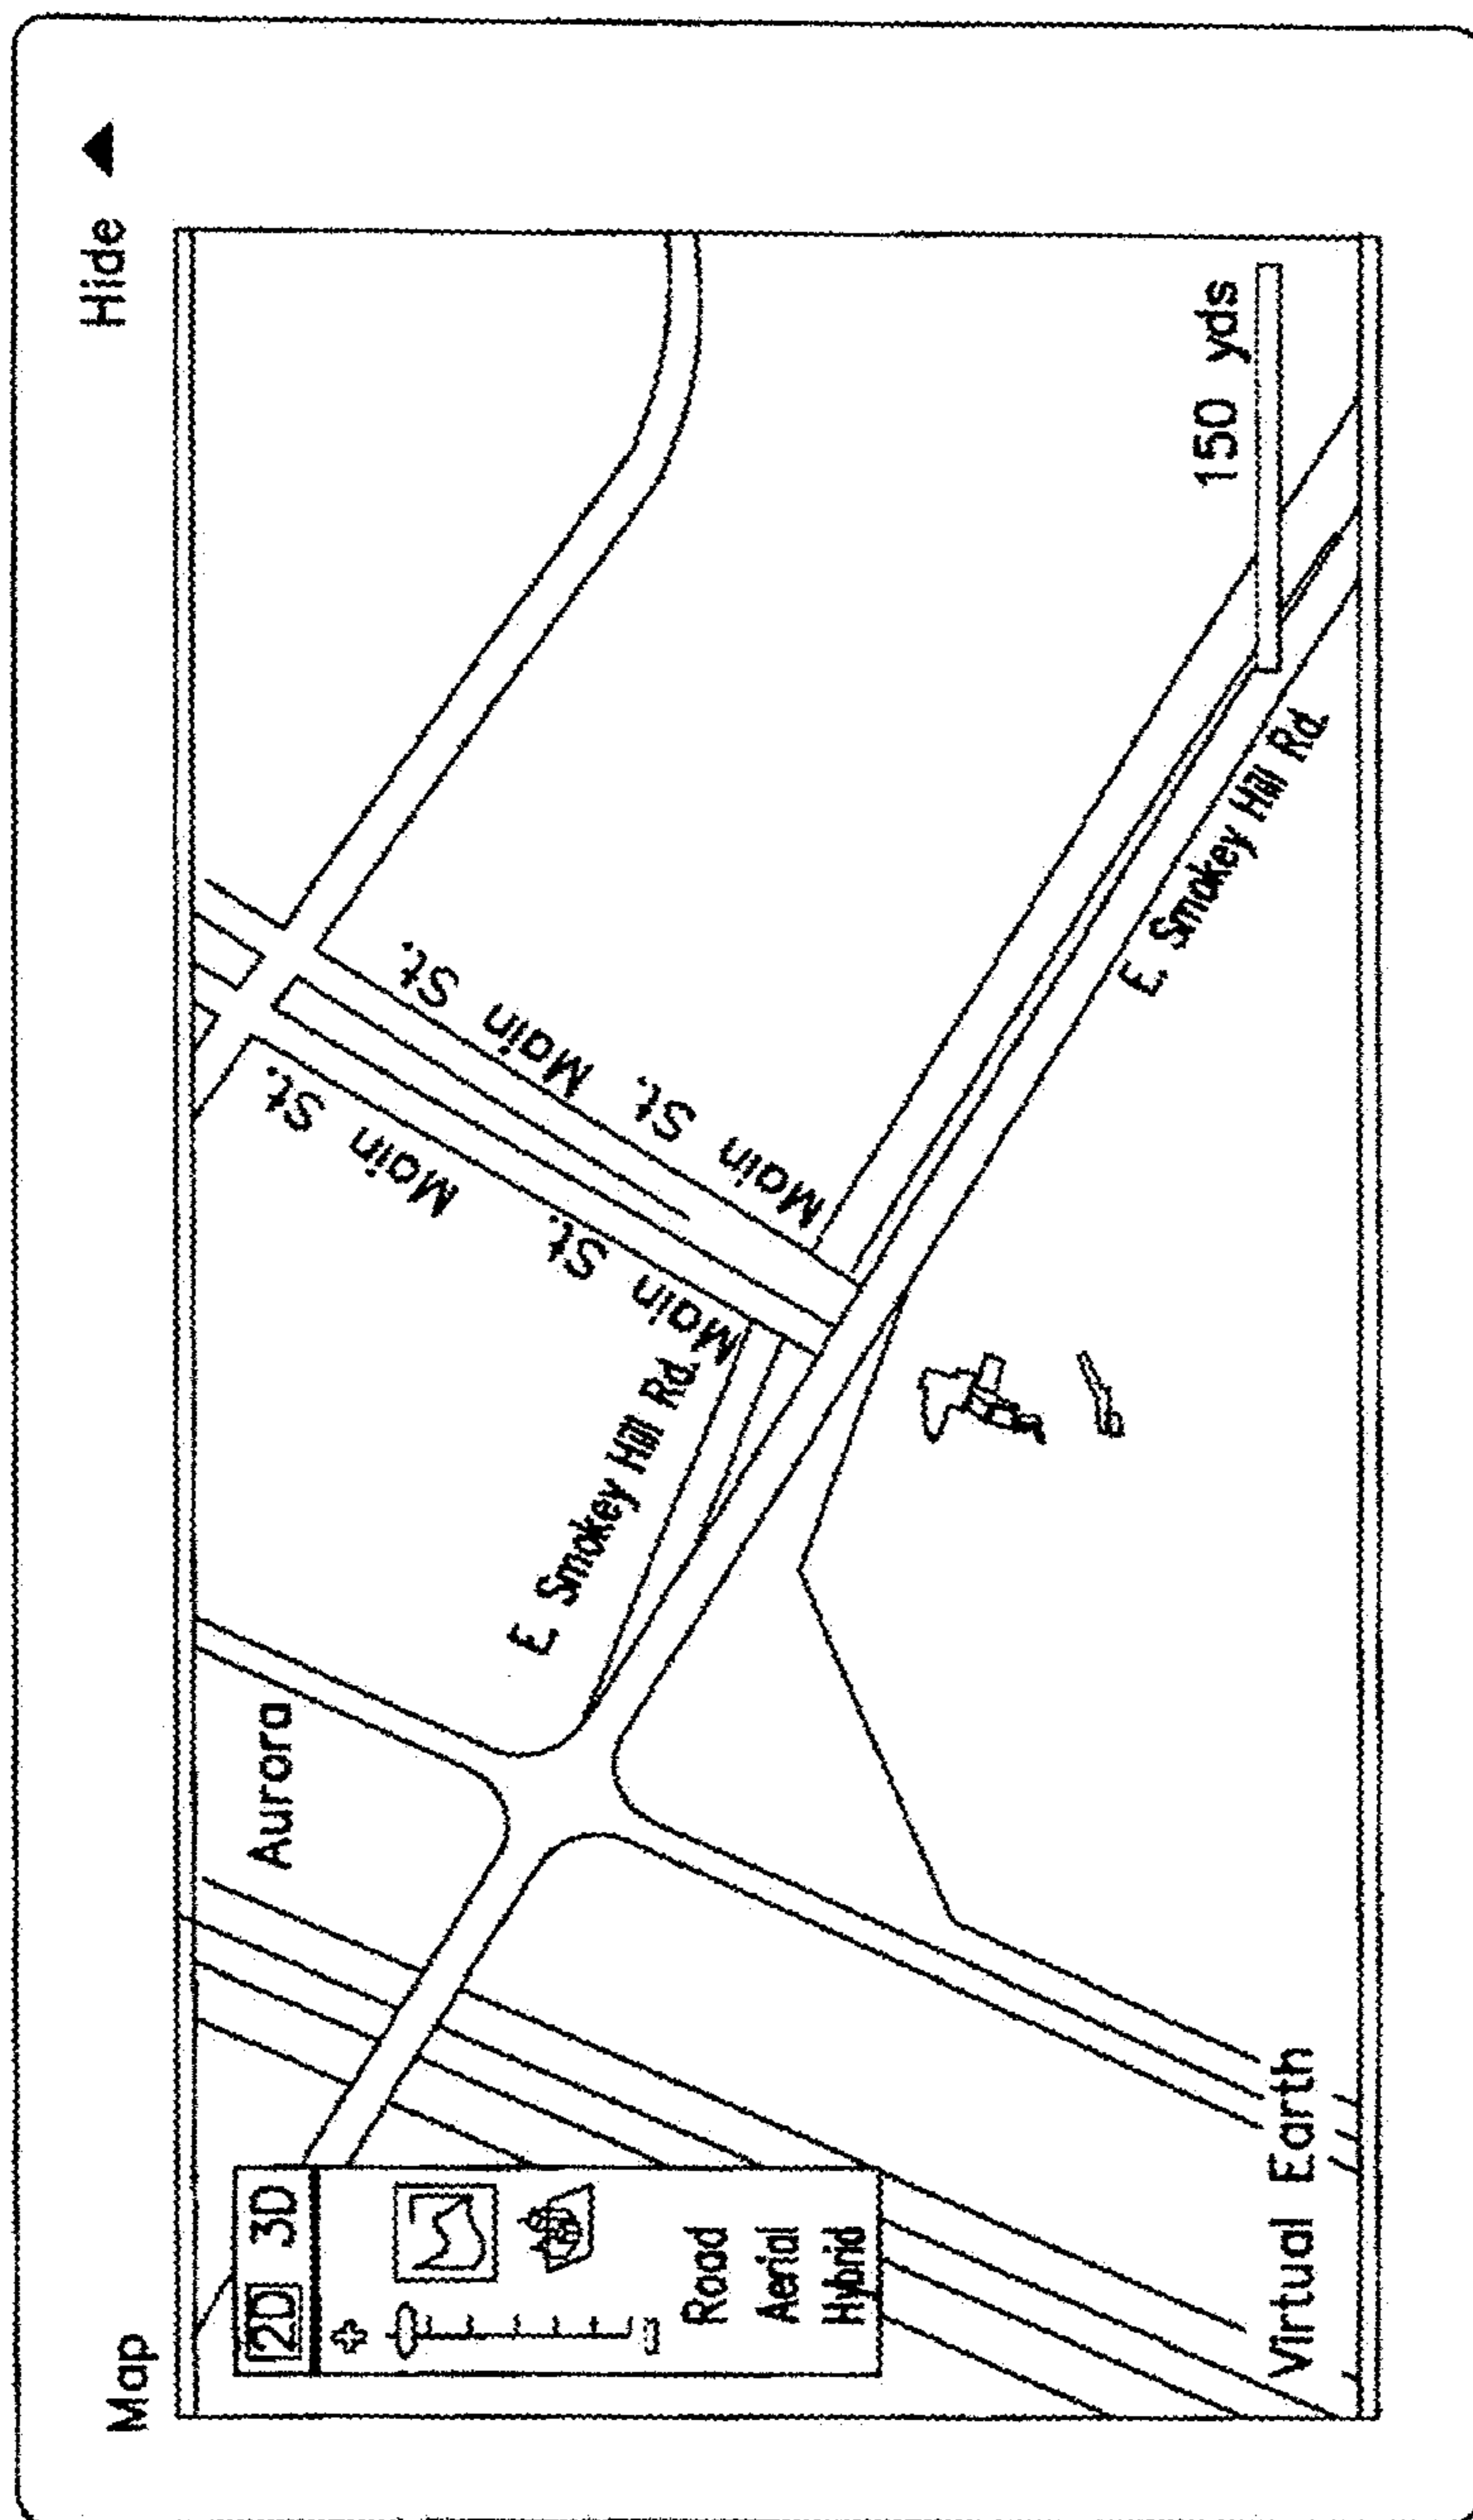 Map
Hide
2D 3D
Road
Aerial
Hybrid
Aurora
E Smokey Hill Rd.
Main St.
Main St.
Main St.
Main St.
E Smokey Hill Rd.
150 yds
Virtual Earth